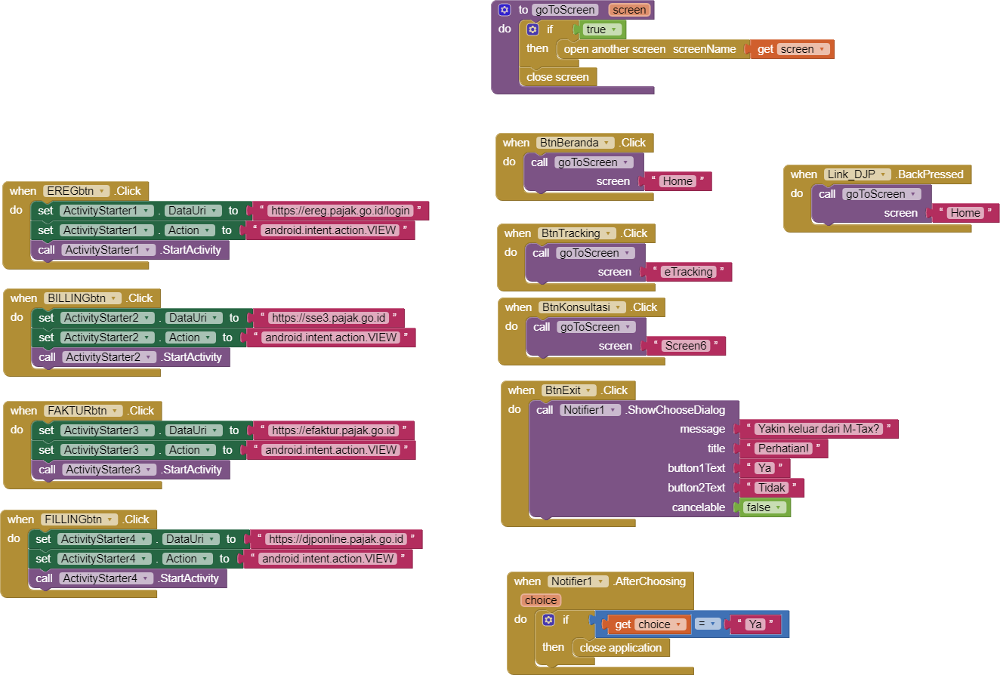 to goToScreen screen
do if true
then open another screen screenName get screen
close screen
when BtnBeranda .Click
do call goToScreen
screen “ Home ”
when Link_DJP .BackPressed
do call goToScreen
screen “ Home ”
when EREGbtn .Click
do set ActivityStarter1 . DataUri to “ https://ereg.pajak.go.id/login ”
set ActivityStarter1 . Action to “ android.intent.action.VIEW ”
call ActivityStarter1 .StartActivity
when BtnTracking .Click
do call goToScreen
screen “ eTracking ”
when BILLINGbtn .Click
do set ActivityStarter2 . DataUri to “ https://sse3.pajak.go.id ”
set ActivityStarter2 . Action to “ android.intent.action.VIEW ”
call ActivityStarter2 .StartActivity
when BtnKonsultasi .Click
do call goToScreen
screen “ Screen6 ”
when FAKTURbtn .Click
do set ActivityStarter3 . DataUri to “ https://efaktur.pajak.go.id ”
set ActivityStarter3 . Action to “ android.intent.action.VIEW ”
call ActivityStarter3 .StartActivity
when BtnExit .Click
do call Notifier1 .ShowChooseDialog
message “ Yakin keluar dari M-Tax? ”
title “ Perhatian! ”
button1Text “ Ya ”
button2Text “ Tidak ”
cancelable false
when FILLINGbtn .Click
do set ActivityStarter4 . DataUri to “ https://djponline.pajak.go.id ”
set ActivityStarter4 . Action to “ android.intent.action.VIEW ”
call ActivityStarter4 .StartActivity
when Notifier1 .AfterChoosing
choice
do if get choice = “ Ya ”
then close application